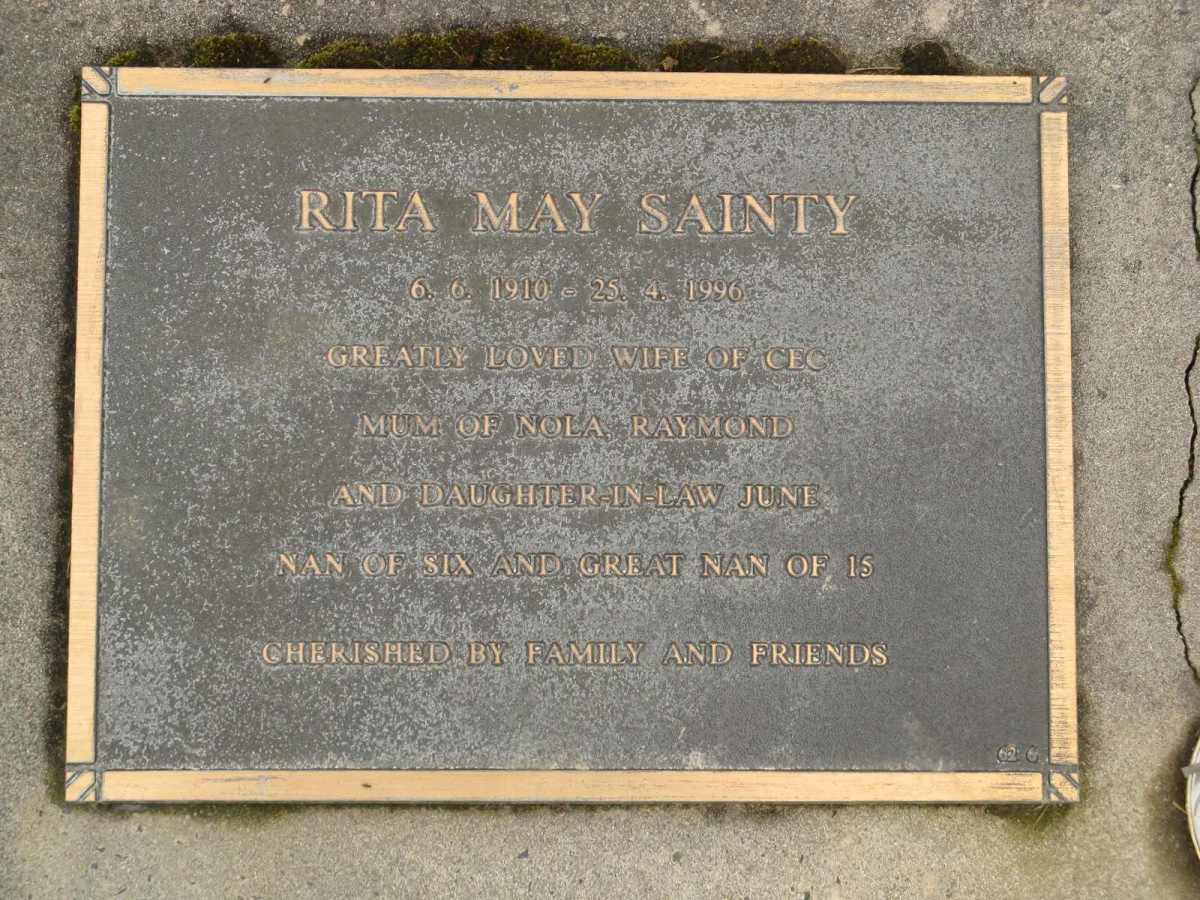 RITA MAY SAINTY
6. 6. 1910 - 25. 4. 1996
GREATLY LOVED WIFE OF CEC
MUM OF NOLA, RAYMOND
AND DAUGHTER-IN-LAW JUNE
NAN OF SIX AND GREAT NAN OF 15
CHERISHED BY FAMILY AND FRIENDS